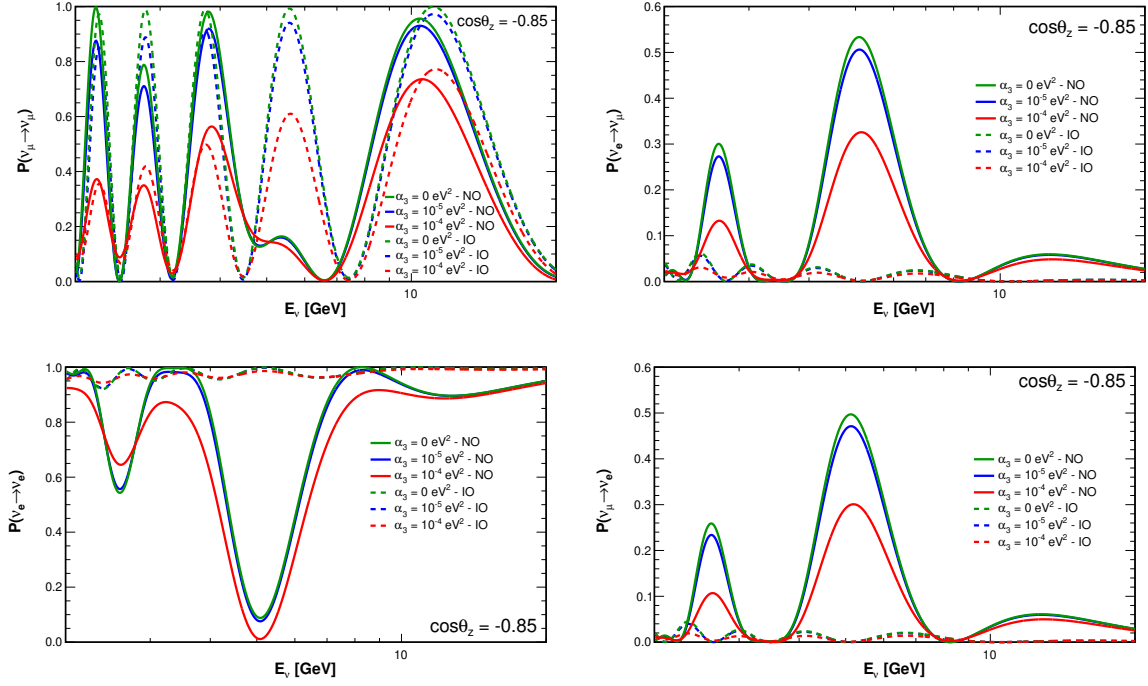 cosθz = -0.85
P(νμ→νμ)
1.0
0.8
0.6
0.4
0.2
0.0
α3 = 0 eV² - NO
α3 = 10⁻⁵ eV² - NO
α3 = 10⁻⁴ eV² - NO
α3 = 0 eV² - IO
α3 = 10⁻⁵ eV² - IO
α3 = 10⁻⁴ eV² - IO
10
Eν [GeV]
cosθz = -0.85
P(νe→νμ)
0.6
0.5
0.4
0.3
0.2
0.1
0.0
α3 = 0 eV² - NO
α3 = 10⁻⁵ eV² - NO
α3 = 10⁻⁴ eV² - NO
α3 = 0 eV² - IO
α3 = 10⁻⁵ eV² - IO
α3 = 10⁻⁴ eV² - IO
10
Eν [GeV]
P(νe→νe)
1.0
0.8
0.6
0.4
0.2
0.0
α3 = 0 eV² - NO
α3 = 10⁻⁵ eV² - NO
α3 = 10⁻⁴ eV² - NO
α3 = 0 eV² - IO
α3 = 10⁻⁵ eV² - IO
α3 = 10⁻⁴ eV² - IO
cosθz = -0.85
10
Eν [GeV]
cosθz = -0.85
P(νμ→νe)
0.6
0.5
0.4
0.3
0.2
0.1
0.0
α3 = 0 eV² - NO
α3 = 10⁻⁵ eV² - NO
α3 = 10⁻⁴ eV² - NO
α3 = 0 eV² - IO
α3 = 10⁻⁵ eV² - IO
α3 = 10⁻⁴ eV² - IO
10
Eν [GeV]